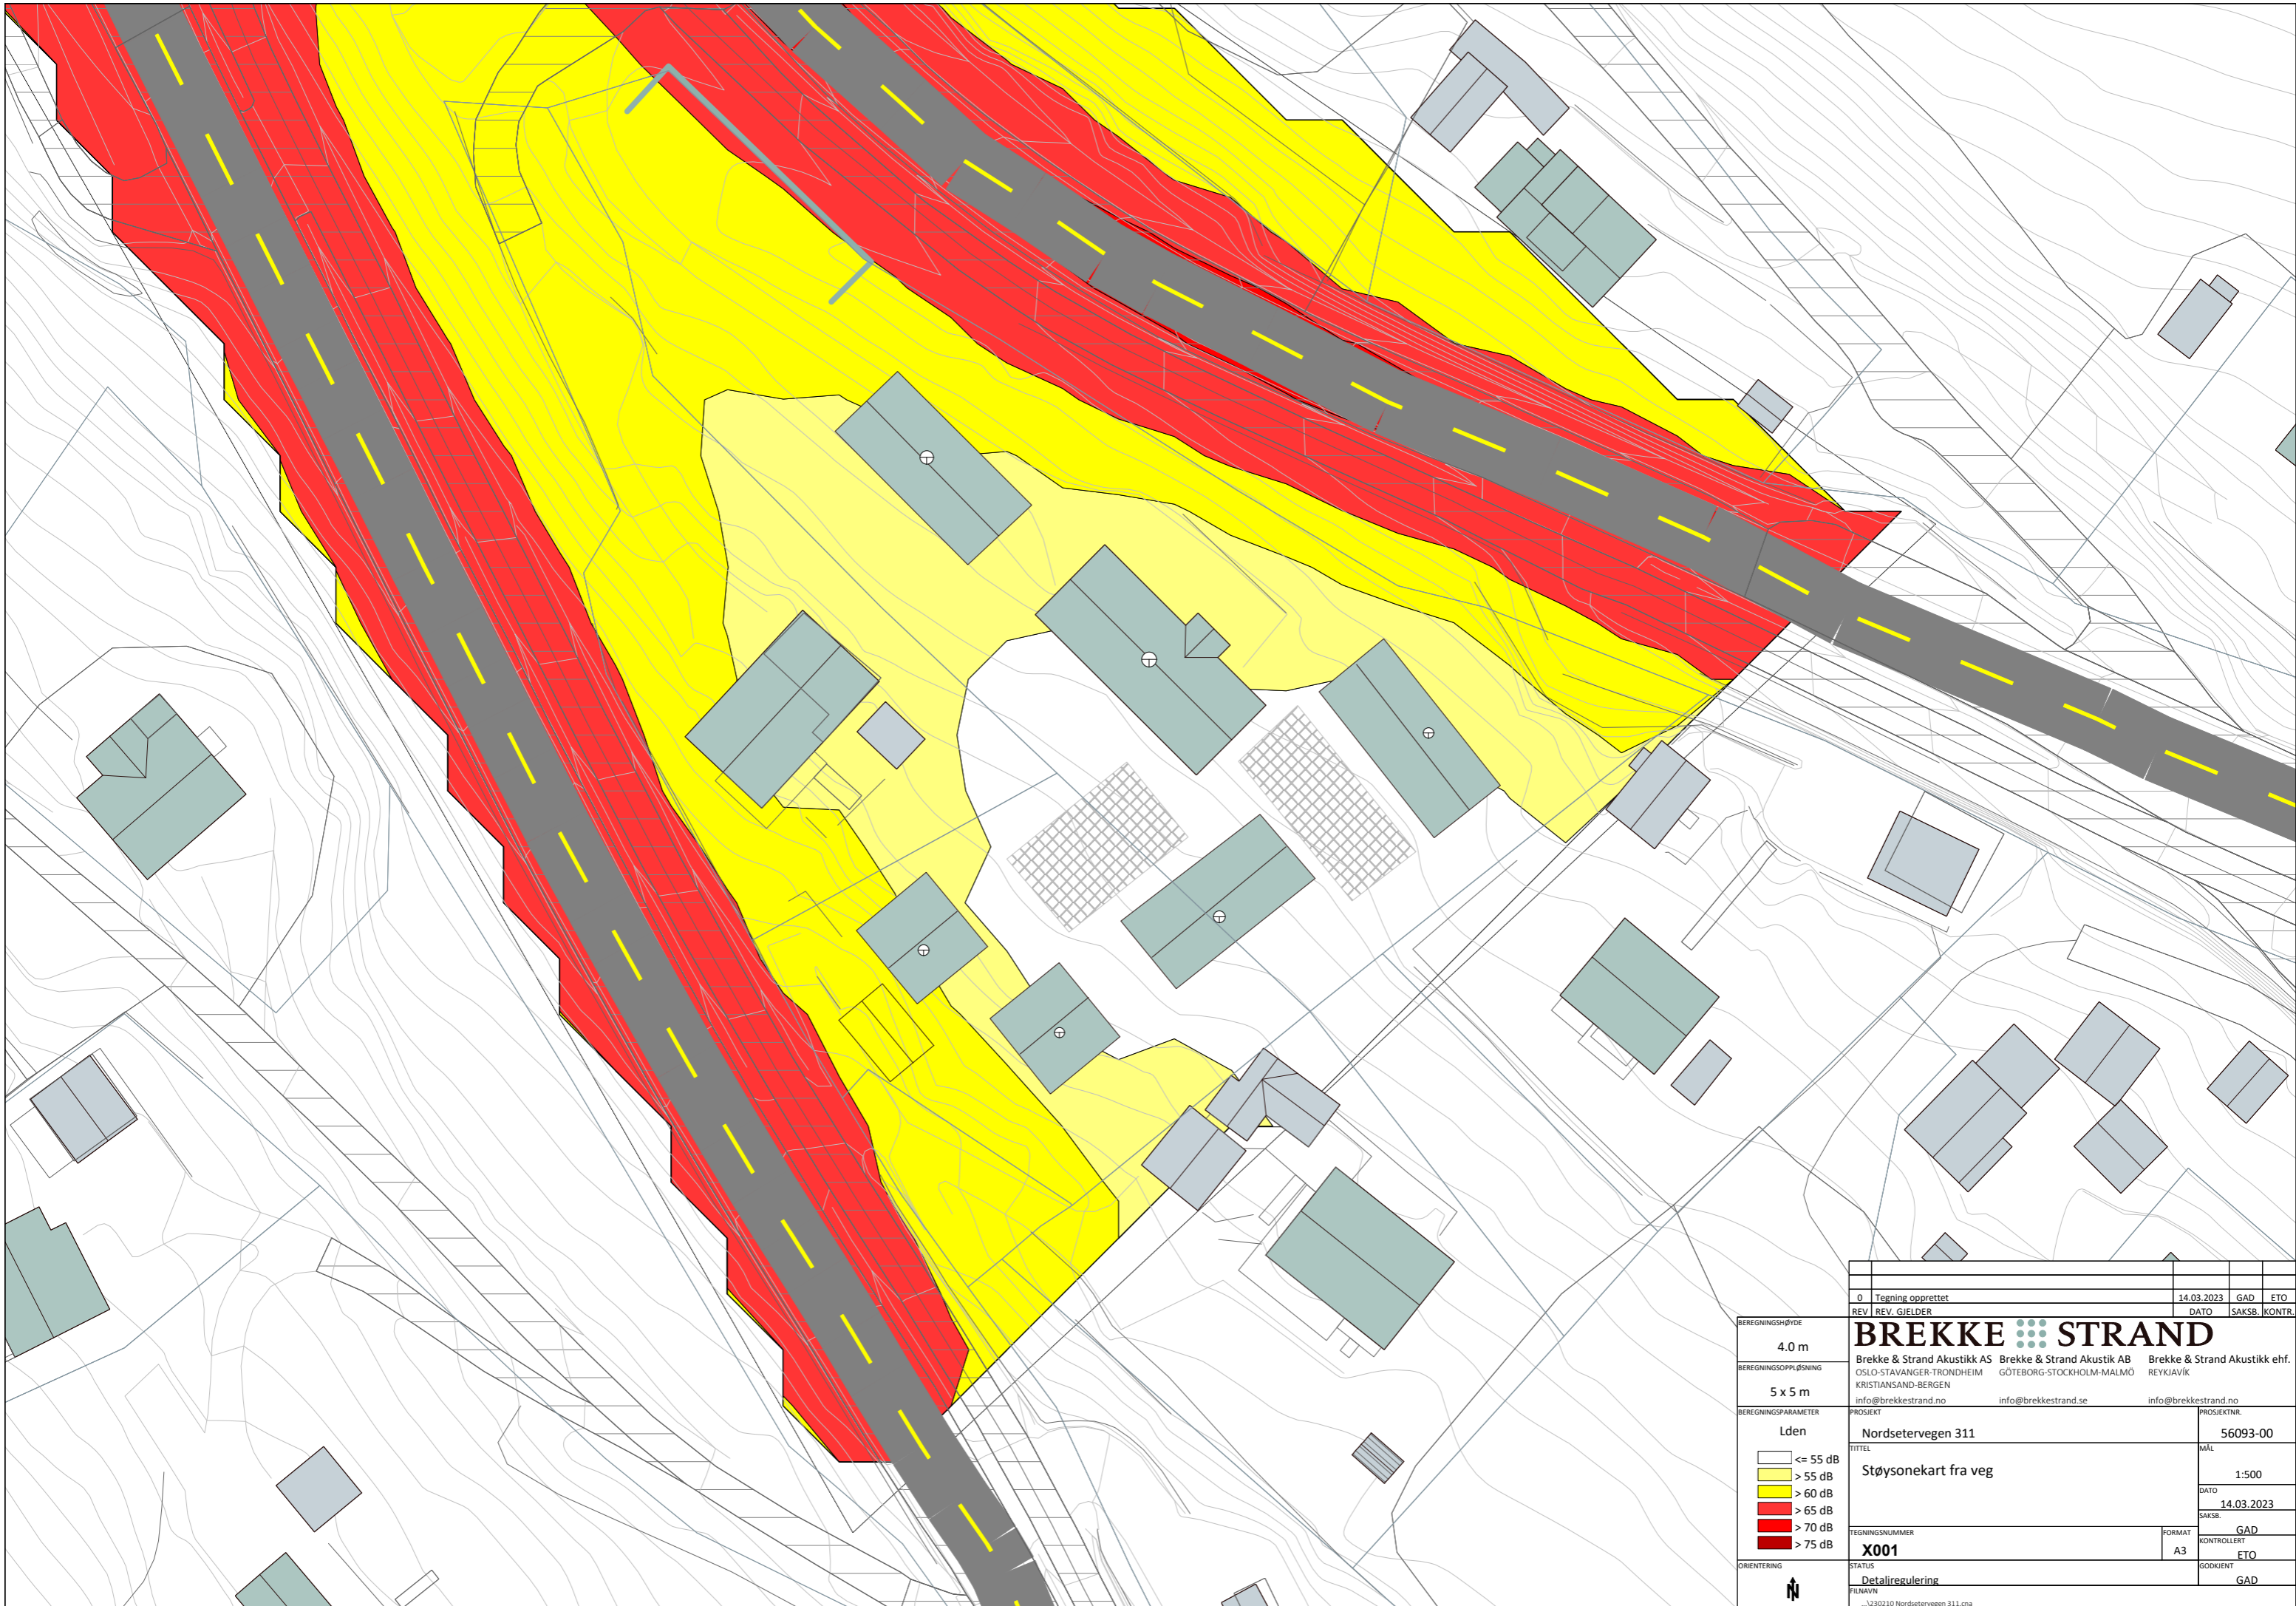 0 Tegning opprettet 14.03.2023 GAD ETO
REV REV. GJELDER DATO SAKSB. KONTR.
BEREGNINGSHØYDE
4.0 m
BEREGNINGSOPPLØSNING
5 x 5 m
BEREGNINGSPARAMETER
Lden
<= 55 dB
> 55 dB
> 60 dB
> 65 dB
> 70 dB
> 75 dB
ORIENTERING
N
BREKKE STRAND
Brekke & Strand Akustikk AS Brekke & Strand Akustik AB Brekke & Strand Akustikk ehf.
OSLO-STAVANGER-TRONDHEIM GÖTEBORG-STOCKHOLM-MALMÖ REYKJAVÍK
KRISTIANSAND-BERGEN
info@brekkestrand.no info@brekkestrand.se info@brekkestrand.no
PROSJEKT
Nordsetervegen 311
PROSJEKTNR.
56093-00
TITTEL
Støysonekart fra veg
MÅL
1:500
DATO
14.03.2023
SAKSB.
GAD
TEGNINGSNUMMER
X001
FORMAT
A3
KONTROLLERT
ETO
STATUS
Detaljregulering
GODKJENT
GAD
FILNAVN
...\230210 Nordsetervegen 311.cna